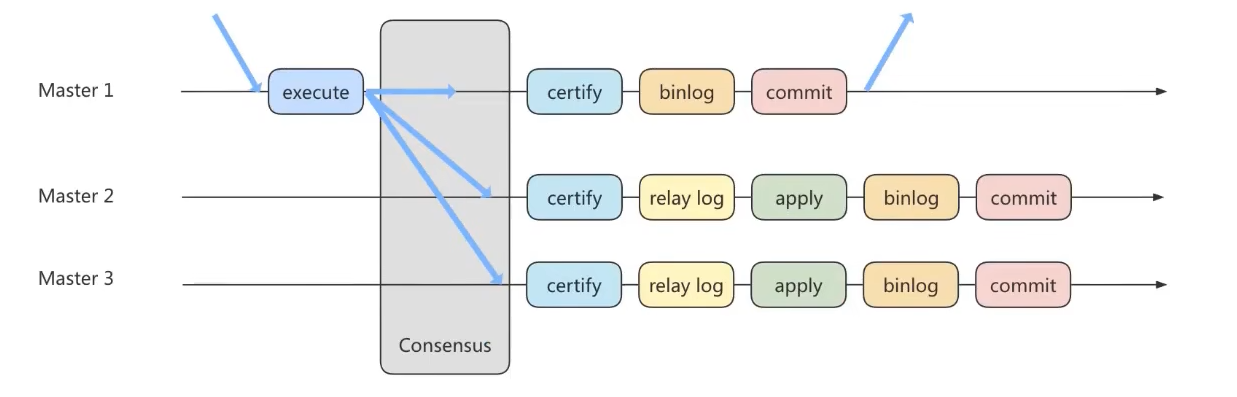 Master 1
execute
certify
binlog
commit
Master 2
certify
relay log
apply
binlog
commit
Master 3
certify
relay log
apply
binlog
commit
Consensus